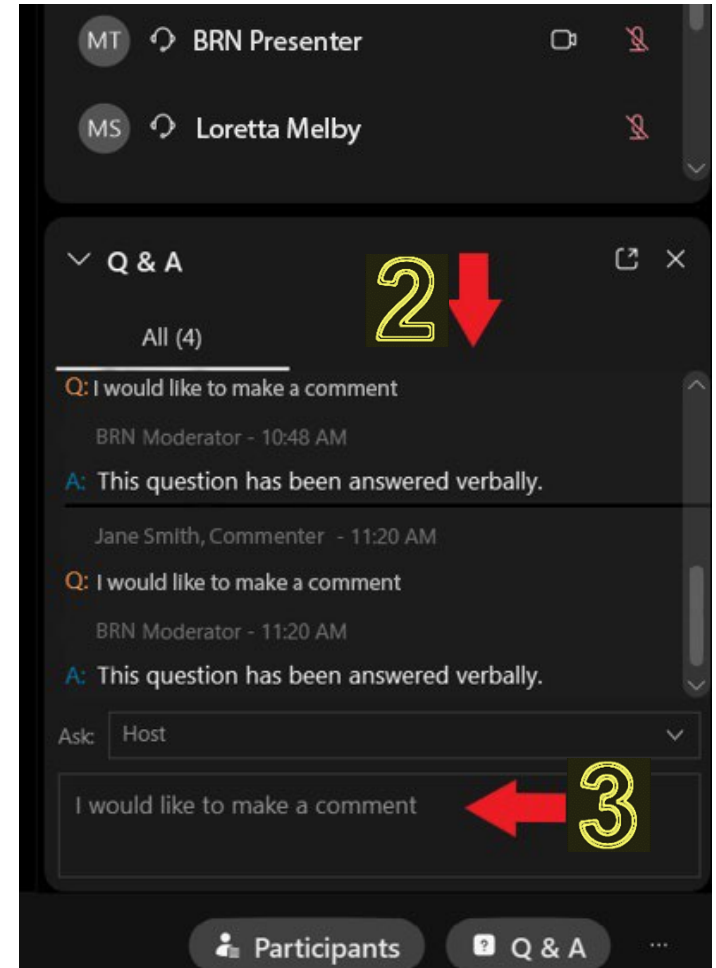 MT BRN Presenter
MS Loretta Melby
Q & A
2
All (4)
Q: I would like to make a comment
BRN Moderator - 10:48 AM
A: This question has been answered verbally.
Jane Smith, Commenter - 11:20 AM
Q: I would like to make a comment
BRN Moderator - 11:20 AM
A: This question has been answered verbally.
Ask: Host
I would like to make a comment
3
Participants ? Q & A ...